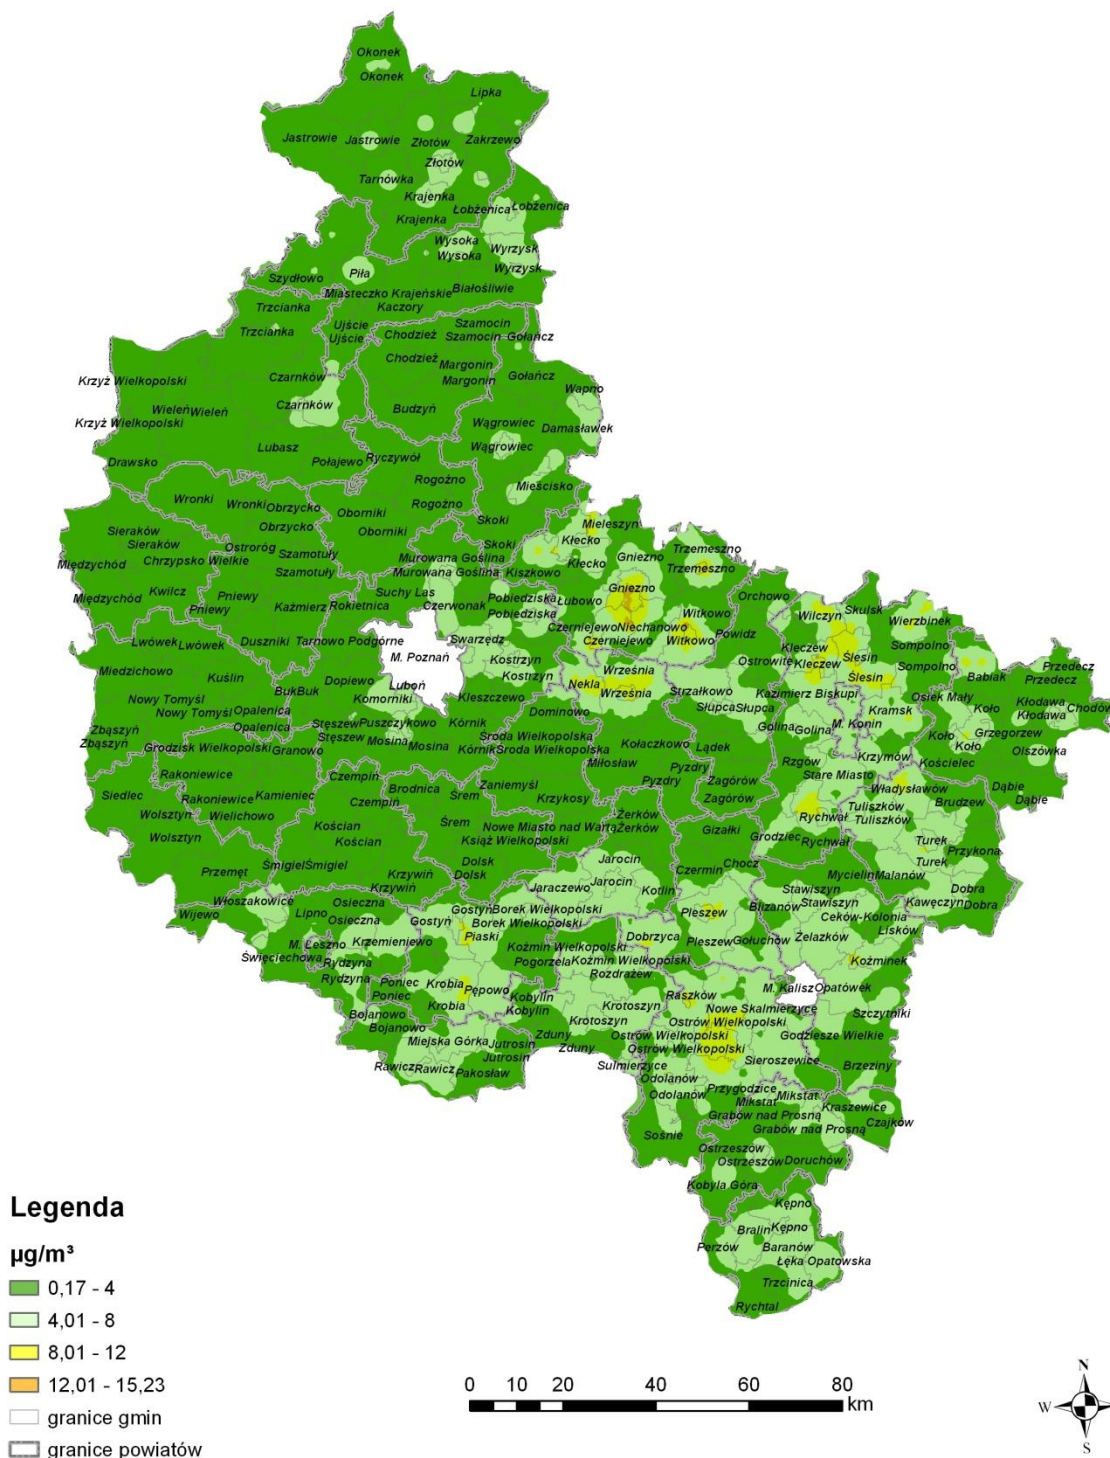 Okonek
Okonek
Lipka
Jastrowie
Jastrowie
Złotów
Zakrzewo
Złotów
Tarnówka
Krajenka
Łobżenica
Łobżenica
Krajenka
Wysoka
Wysoka
Wyrzysk
Wyrzysk
Szydłowo
Piła
Miasteczko Krajeńskie
Białośliwie
Kaczory
Trzcianka
Trzcianka
Ujście
Ujście
Chodzież
Szamocin
Szamocin
Gołańcz
Chodzież
Margonin
Margonin
Gołańcz
Krzyż Wielkopolski
Czarnków
Wapno
Wieleń
Wieleń
Czarnków
Budzyń
Krzyż Wielkopolski
Wągrowiec
Damasławek
Lubasz
Wągrowiec
Drawsko
Połajewo
Ryczywół
Rogoźno
Mieścisko
Wronki
Wronki
Obrzycko
Oborniki
Rogoźno
Sieraków
Obrzycko
Oborniki
Skoki
Mieleszyn
Sieraków
Ostroróg
Szamotuły
Skoki
Kłecko
Międzychód
Chrzypsko Wielkie
Murowana Goślina
Gniezno
Trzemeszno
Szamotuły
Murowana Goślina
Kiszkowo
Kłecko
Trzemeszno
Międzychód
Kwilcz
Pniewy
Pniewy
Suchy Las
Pobiedziska
Łubowo
Gniezno
Orchowo
Kaźmierz
Rokietnica
Czerwonak
Pobiedziska
Witkowo
Wilczyn
Skulsk
Czerniejewo
Niechanowo
Powidz
Wierzbinek
Lwówek
Lwówek
Duszniki
Tarnowo Podgórne
Swarzędz
Czerniejewo
Witkowo
Kleczew
Ślesin
Sompolno
M. Poznań
Kostrzyn
Września
Ostrowite
Kleczew
Sompolno
Przedecz
Miedzichowo
Kuślin
Dopiewo
Luboń
Kostrzyn
Nekla
Września
Ślesin
Babiak
Przedecz
Nowy Tomyśl
Buk
Buk
Komorniki
Kleszczewo
Strzałkowo
Kazimierz Biskupi
Osiek Mały
Kłodawa
Nowy Tomyśl
Opalenica
Stęszew
Puszczykowo
Kórnik
Dominowo
Słupca
Słupca
Kramsk
Koło
Kłodawa
Chodów
Zbąszyń
Opalenica
Stęszew
Mosina
Mosina
Środa Wielkopolska
Golina
Golina
M. Konin
Grzegorzew
Zbąszyń
Grodzisk Wielkopolski
Granowo
Kórnik
Środa Wielkopolska
Kołaczkowo
Lądek
Koło
Koło
Olszówka
Rakoniewice
Czempiń
Miłosław
Rzgów
Krzymów
Kościelec
Siedlec
Brodnica
Zaniemyśl
Pyzdry
Pyzdry
Zagórów
Stare Miasto
Władysławów
Dąbie
Rakoniewice
Kamieniec
Czempiń
Śrem
Krzykosy
Zagórów
Tuliszków
Brudzew
Dąbie
Wolsztyn
Wielichowo
Rychwał
Tuliszków
Wolsztyn
Kościan
Śrem
Nowe Miasto nad Wartą
Żerków
Żerków
Gizałki
Grodziec
Rychwał
Turek
Przykona
Kościan
Książ Wielkopolski
Turek
Przemęt
Śmigiel
Śmigiel
Krzywiń
Dolsk
Dolsk
Jarocin
Czermin
Chocz
Mycielin
Malanów
Krzywiń
Jaraczewo
Jarocin
Kotlin
Stawiszyn
Dobra
Włoszakowice
Osieczna
Blizanów
Stawiszyn
Kawęczyn
Dobra
Wijewo
Lipno
Osieczna
Gostyń
Gostyń
Borek Wielkopolski
Borek Wielkopolski
Pleszew
Ceków-Kolonia
M. Leszno
Krzemieniewo
Piaski
Dobrzyca
Pleszew
Gołuchów
Żelazków
Lisków
Święciechowa
Rydzyna
Koźmin Wielkopolski
Koźmin Wielkopolski
Koźminek
Rydzyna
Pogorzela
Rozdrażew
Poniec
Krobia
Pępowo
M. Kalisz
Opatówek
Poniec
Krobia
Kobylin
Kobylin
Krotoszyn
Raszków
Nowe Skalmierzyce
Szczytniki
Bojanowo
Bojanowo
Krotoszyn
Ostrów Wielkopolski
Miejska Górka
Jutrosin
Jutrosin
Zduny
Zduny
Ostrów Wielkopolski
Ostrów Wielkopolski
Godziesze Wielkie
Rawicz
Rawicz
Pakosław
Sulmierzyce
Sieroszewice
Brzeziny
Odolanów
Odolanów
Przygodzice
Mikstat
Mikstat
Kraszewice
Grabów nad Prosną
Grabów nad Prosną
Czajków
Sośnie
Ostrzeszów
Ostrzeszów
Doruchów
Kobyla Góra
Kępno
Bralin
Kępno
Perzów
Baranów
Łęka Opatowska
Trzcinica
Rychtal
Legenda
µg/m³
0,17 - 4
4,01 - 8
8,01 - 12
12,01 - 15,23
granice gmin
granice powiatów
0 10 20 40 60 80
km
N
W
S